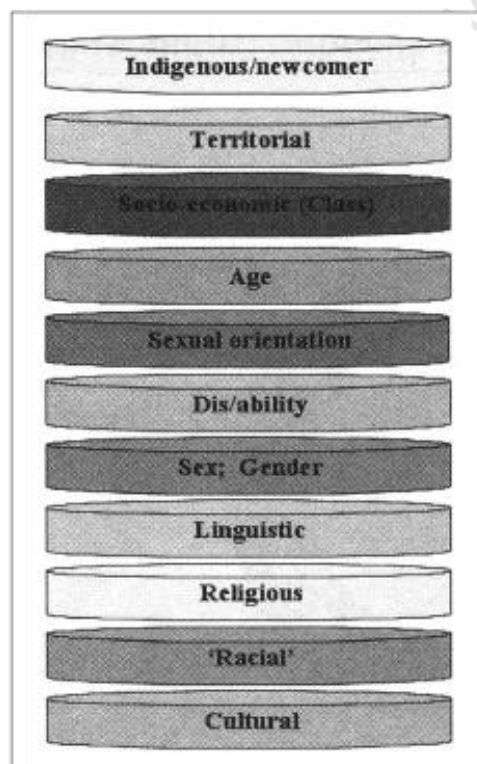 Indigenous/newcomer
Territorial
Socio-economic (Class)
Age
Sexual orientation
Dis/ability
Sex; Gender
Linguistic
Religious
‘Racial’
Cultural